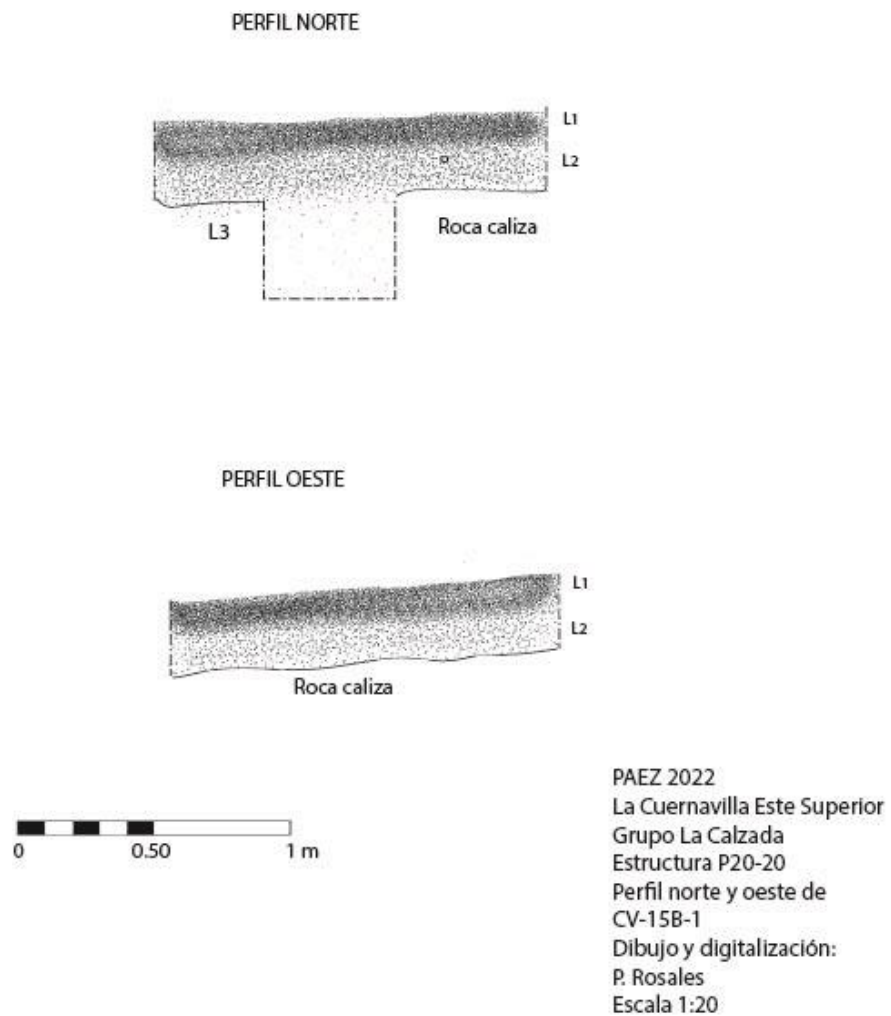 PERFIL NORTE
L1
L2
L3
Roca caliza
PERFIL OESTE
L1
L2
Roca caliza
0 0.50 1 m
PAEZ 2022
La Cuernavilla Este Superior
Grupo La Calzada
Estructura P20-20
Perfil norte y oeste de
CV-15B-1
Dibujo y digitalización:
P. Rosales
Escala 1:20